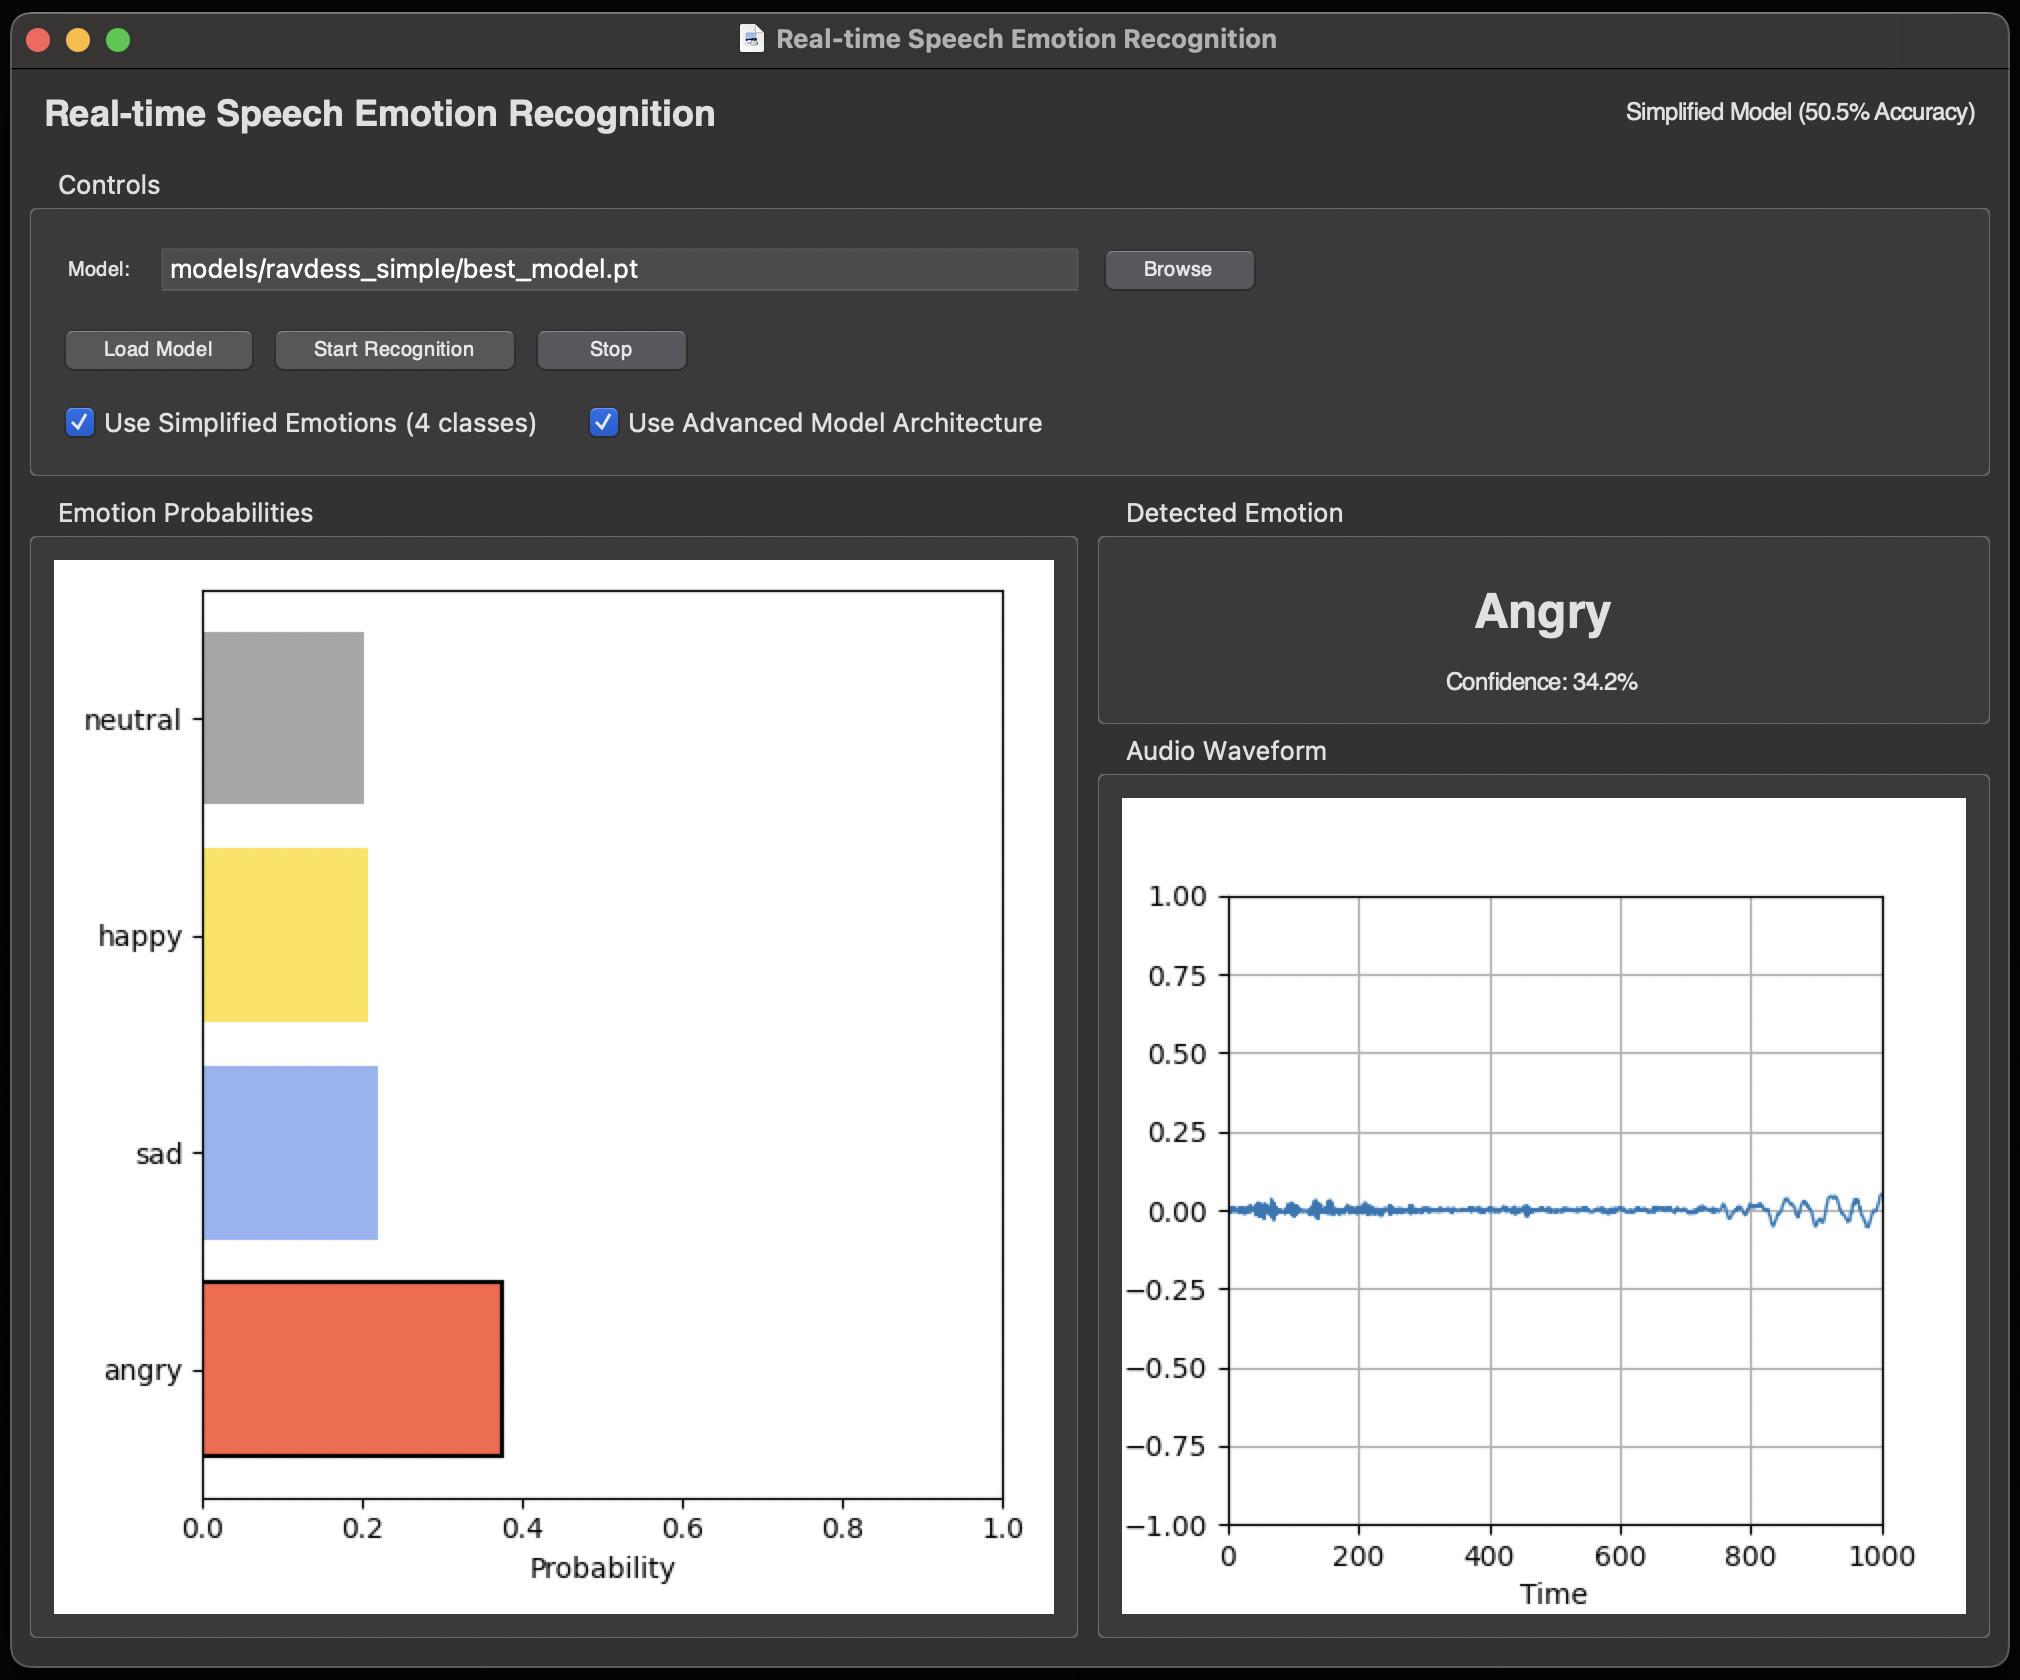 Real-time Speech Emotion Recognition
Real-time Speech Emotion Recognition
Simplified Model (50.5% Accuracy)
Controls
Model: models/ravdess_simple/best_model.pt Browse
Load Model Start Recognition Stop
Use Simplified Emotions (4 classes) Use Advanced Model Architecture
Emotion Probabilities
neutral
happy
sad
angry
0.0 0.2 0.4 0.6 0.8 1.0
Probability
Detected Emotion
Angry
Confidence: 34.2%
Audio Waveform
1.00
0.75
0.50
0.25
0.00
−0.25
−0.50
−0.75
−1.00
0 200 400 600 800 1000
Time